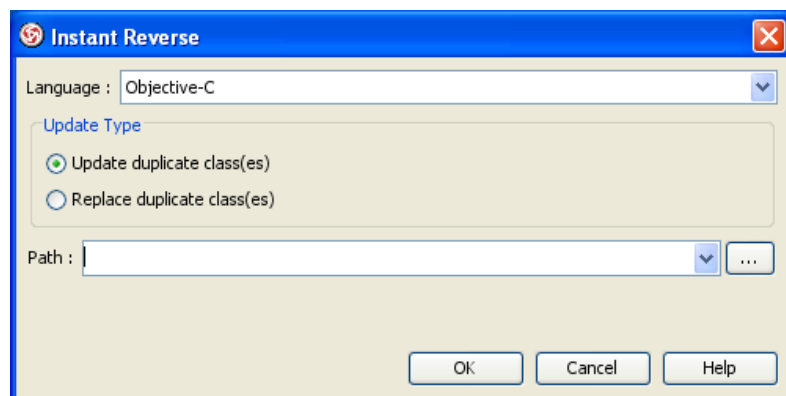 Instant Reverse
Language : Objective-C
Update Type
Update duplicate class(es)
Replace duplicate class(es)
Path : ...
OK Cancel Help